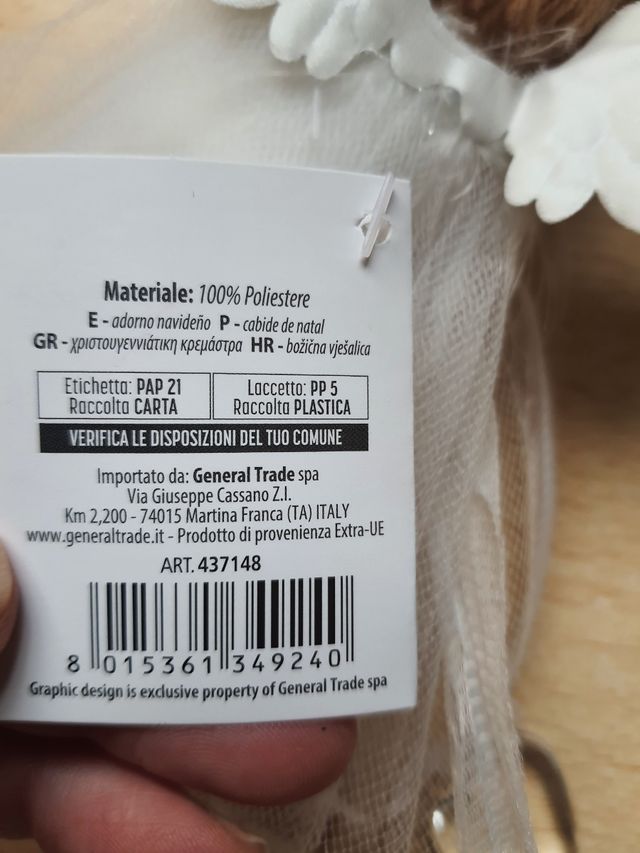 Materiale: 100% Poliestere
E - adorno navideño P - cabide de natal
GR - χριστουγεννιάτικη κρεμάστρα HR - božićna vješalica
Etichetta: PAP 21
Raccolta CARTA
Laccetto: PP 5
Raccolta PLASTICA
VERIFICA LE DISPOSIZIONI DEL TUO COMUNE
Importato da: General Trade spa
Via Giuseppe Cassano Z.I.
Km 2,200 - 74015 Martina Franca (TA) ITALY
www.generaltrade.it - Prodotto di provenienza Extra-UE
ART. 437148
8 015361 349240
Graphic design is exclusive property of General Trade spa